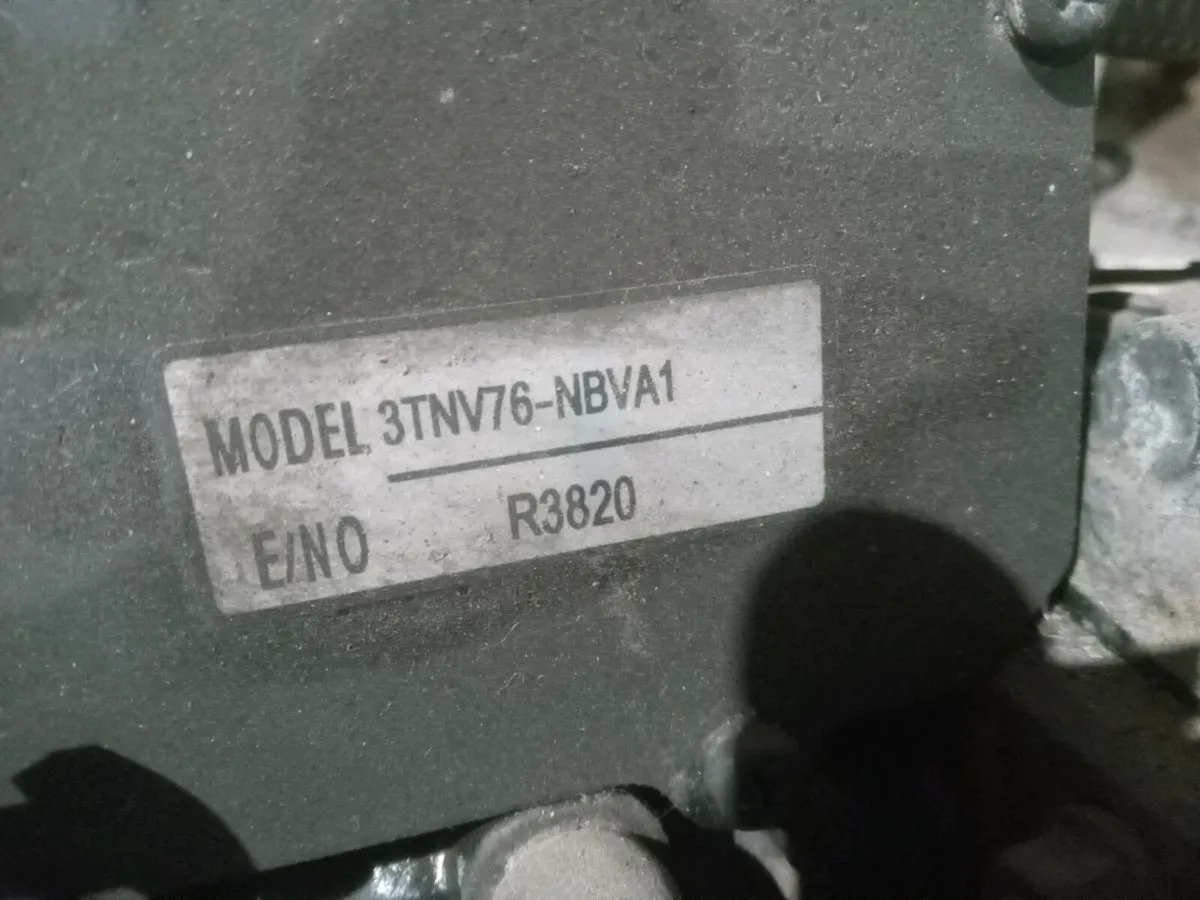 MODEL 3TNV76-NBVA1
E/NO R3820